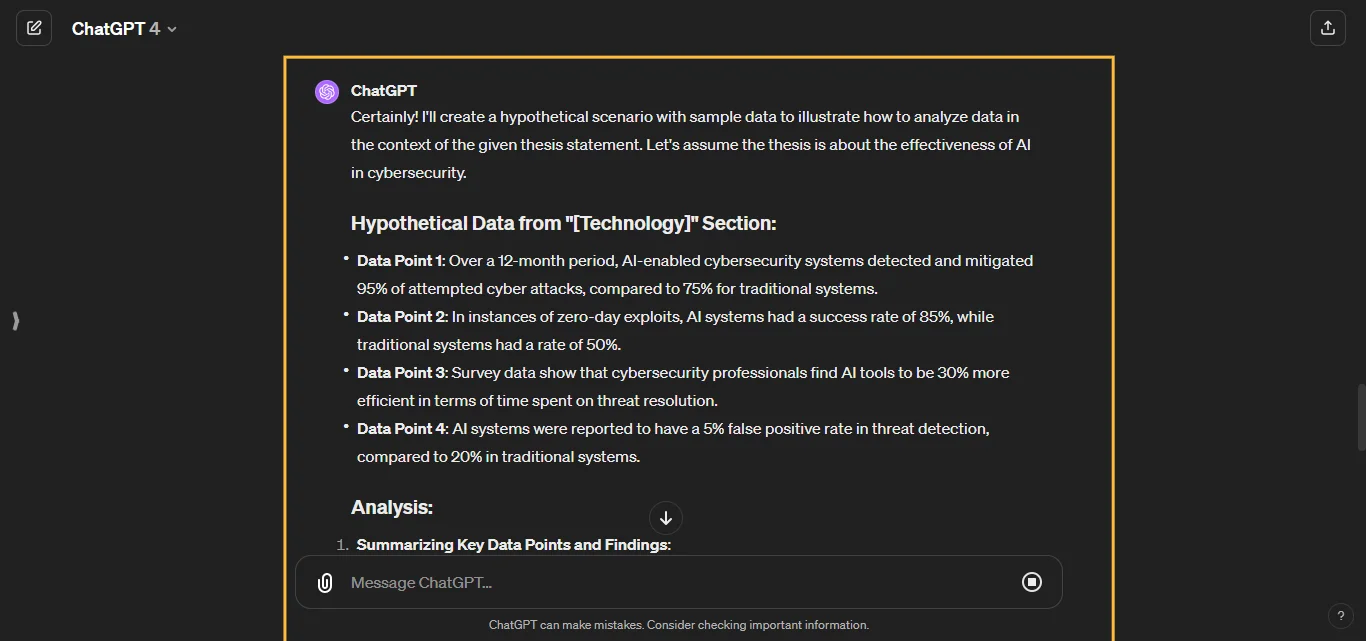 ChatGPT 4
ChatGPT
Certainly! I'll create a hypothetical scenario with sample data to illustrate how to analyze data in
the context of the given thesis statement. Let's assume the thesis is about the effectiveness of AI
in cybersecurity.
Hypothetical Data from "[Technology]" Section:
• Data Point 1: Over a 12-month period, AI-enabled cybersecurity systems detected and mitigated
95% of attempted cyber attacks, compared to 75% for traditional systems.
• Data Point 2: In instances of zero-day exploits, AI systems had a success rate of 85%, while
traditional systems had a rate of 50%.
• Data Point 3: Survey data show that cybersecurity professionals find AI tools to be 30% more
efficient in terms of time spent on threat resolution.
• Data Point 4: AI systems were reported to have a 5% false positive rate in threat detection,
compared to 20% in traditional systems.
Analysis:
1. Summarizing Key Data Points and Findings:
Message ChatGPT...
ChatGPT can make mistakes. Consider checking important information.
?